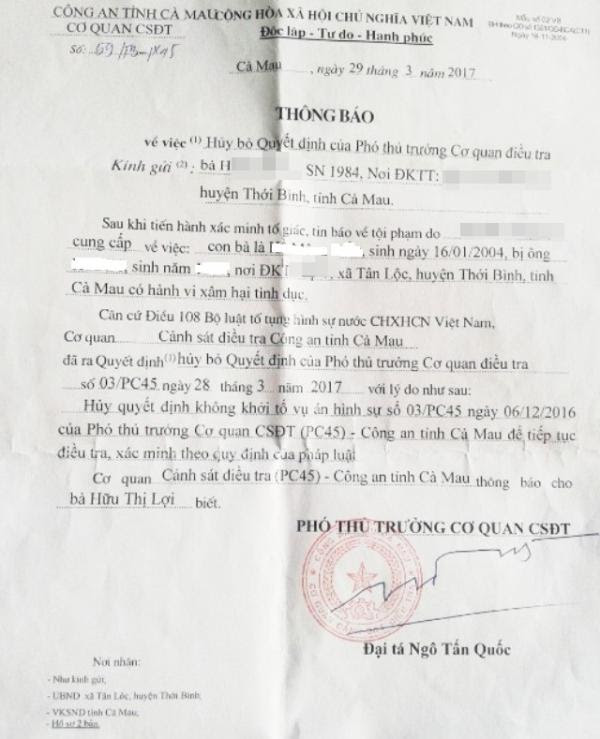 CÔNG AN TỈNH CÀ MAU CỘNG HÒA XÃ HỘI CHỦ NGHĨA VIỆT NAM
CƠ QUAN CSĐT Độc lập - Tự do - Hạnh phúc
Mẫu số 02/VB
Số: 69/TB-PC45
Cà Mau, ngày 29 tháng 3 năm 2017
THÔNG BÁO
về việc (1) Hủy bỏ Quyết định của Phó thủ trưởng Cơ quan điều tra
Kính gửi (2): bà H SN 1984, Nơi ĐKTT:
huyện Thới Bình, tỉnh Cà Mau.
Sau khi tiến hành xác minh tố giác, tin báo về tội phạm do
cung cấp về việc: con bà là , sinh ngày 16/01/2004, bị ông
, sinh năm , nơi ĐKT , xã Tân Lộc, huyện Thới Bình, tỉnh
Cà Mau có hành vi xâm hại tình dục.
Căn cứ Điều 108 Bộ luật tố tụng hình sự nước CHXHCN Việt Nam,
Cơ quan Cảnh sát điều tra Công an tỉnh Cà Mau
đã ra Quyết định (1) hủy bỏ Quyết định của Phó thủ trưởng Cơ quan điều tra
số 03/PC45 ngày 28 tháng 3 năm 2017 với lý do như sau:
Hủy quyết định không khởi tố vụ án hình sự số 03/PC45 ngày 06/12/2016
của Phó thủ trưởng Cơ quan CSĐT (PC45) - Công an tỉnh Cà Mau để tiếp tục
điều tra, xác minh theo quy định của pháp luật
Cơ quan Cảnh sát điều tra (PC45) - Công an tỉnh Cà Mau thông báo cho
bà Hữu Thị Lợi biết.
PHÓ THỦ TRƯỞNG CƠ QUAN CSĐT
Đại tá Ngô Tấn Quốc
Nơi nhận:
- Như kính gửi,
- UBND xã Tân Lộc, huyện Thới Bình,
- VKSND tỉnh Cà Mau,
- Hồ sơ 2 bản.